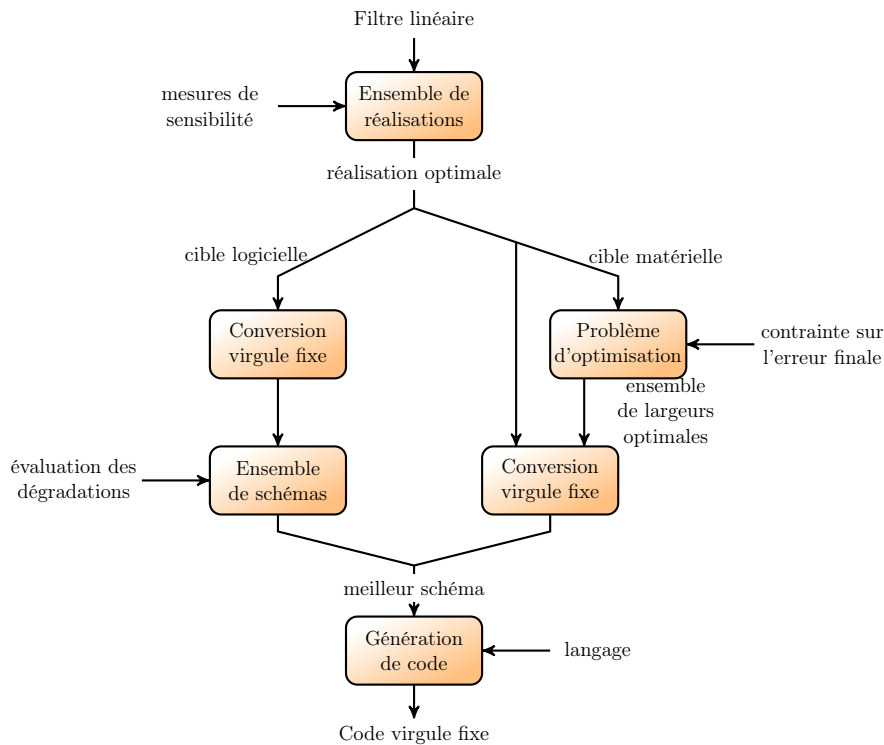 Filtre linéaire
mesures de
sensibilité
Ensemble de
réalisations
réalisation optimale
cible logicielle
cible matérielle
Conversion
virgule fixe
Problème
d'optimisation
contrainte sur
l'erreur finale
ensemble
de largeurs
optimales
évaluation des
dégradations
Ensemble
de schémas
Conversion
virgule fixe
meilleur schéma
Génération
de code
langage
Code virgule fixe